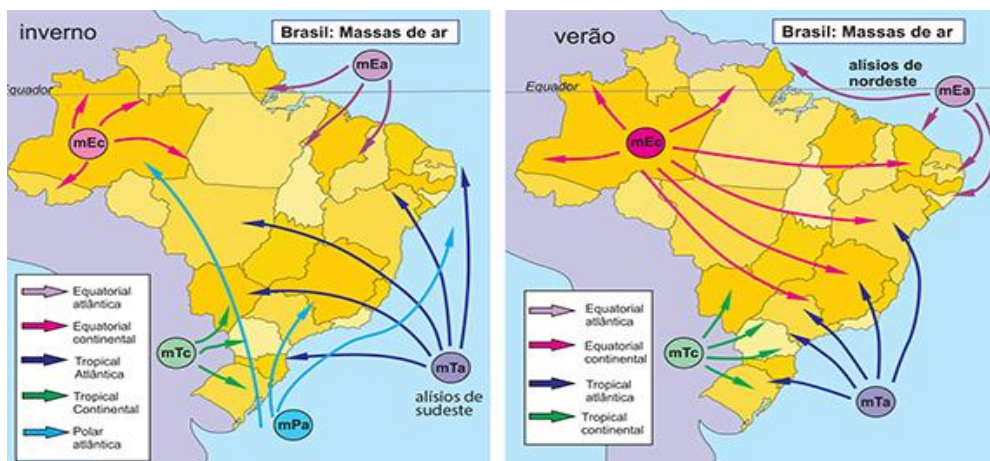 inverno
Brasil: Massas de ar
mEa
Equador
mEc
mTc
mTa
alísios de
sudeste
mPa
Equatorial
atlântica
Equatorial
continental
Tropical
Atlântica
Tropical
Continental
Polar
atlântica
verão
Brasil: Massas de ar
alísios de
nordeste
Equador
mEa
mEc
mTc
mTa
Equatorial
atlântica
Equatorial
continental
Tropical
atlântica
Tropical
continental